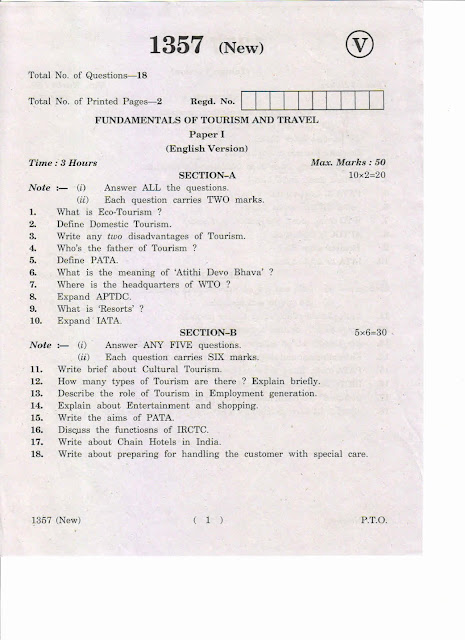 1357 (New)
V
Total No. of Questions—18
Total No. of Printed Pages—2 Regd. No.
FUNDAMENTALS OF TOURISM AND TRAVEL
Paper I
(English Version)
Time : 3 Hours Max. Marks : 50
SECTION–A 10×2=20
Note :— (i) Answer ALL the questions.
(ii) Each question carries TWO marks.
1. What is Eco-Tourism ?
2. Define Domestic Tourism.
3. Write any two disadvantages of Tourism.
4. Who's the father of Tourism ?
5. Define PATA.
6. What is the meaning of 'Atithi Devo Bhava' ?
7. Where is the headquarters of WTO ?
8. Expand APTDC.
9. What is 'Resorts' ?
10. Expand IATA.
SECTION–B 5×6=30
Note :— (i) Answer ANY FIVE questions.
(ii) Each question carries SIX marks.
11. Write brief about Cultural Tourism.
12. How many types of Tourism are there ? Explain briefly.
13. Describe the role of Tourism in Employment generation.
14. Explain about Entertainment and shopping.
15. Write the aims of PATA.
16. Discuss the functiosns of IRCTC.
17. Write about Chain Hotels in India.
18. Write about preparing for handling the customer with special care.
1357 (New) ( 1 ) P.T.O.